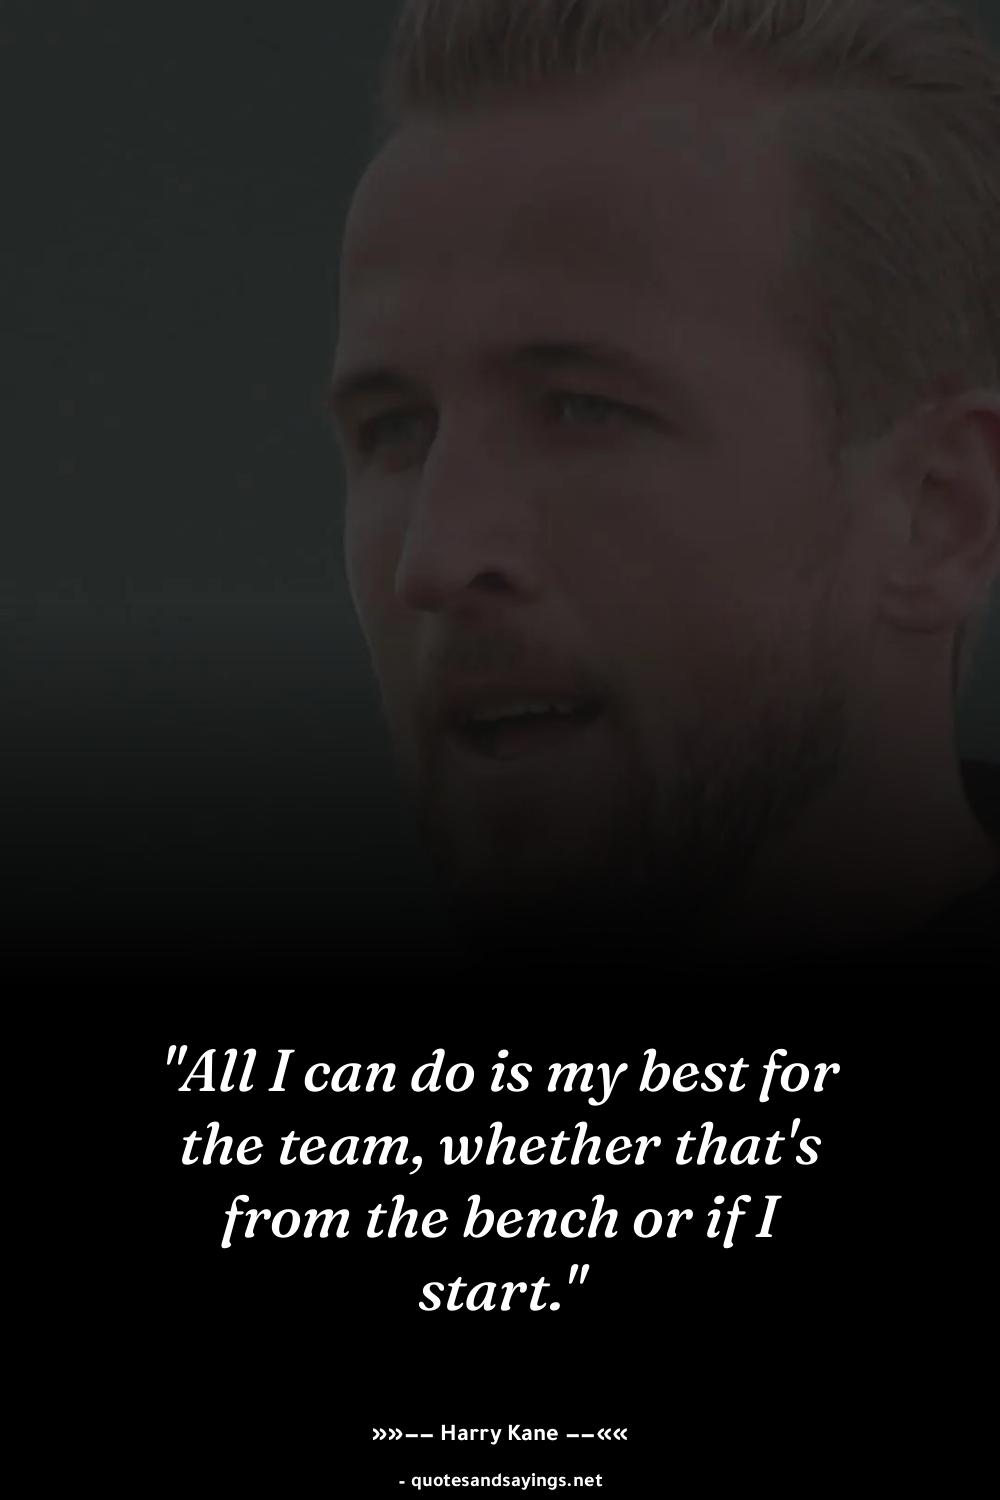 "All I can do is my best for
the team, whether that's
from the bench or if I
start."
»»–– Harry Kane ––««
- quotesandsayings.net